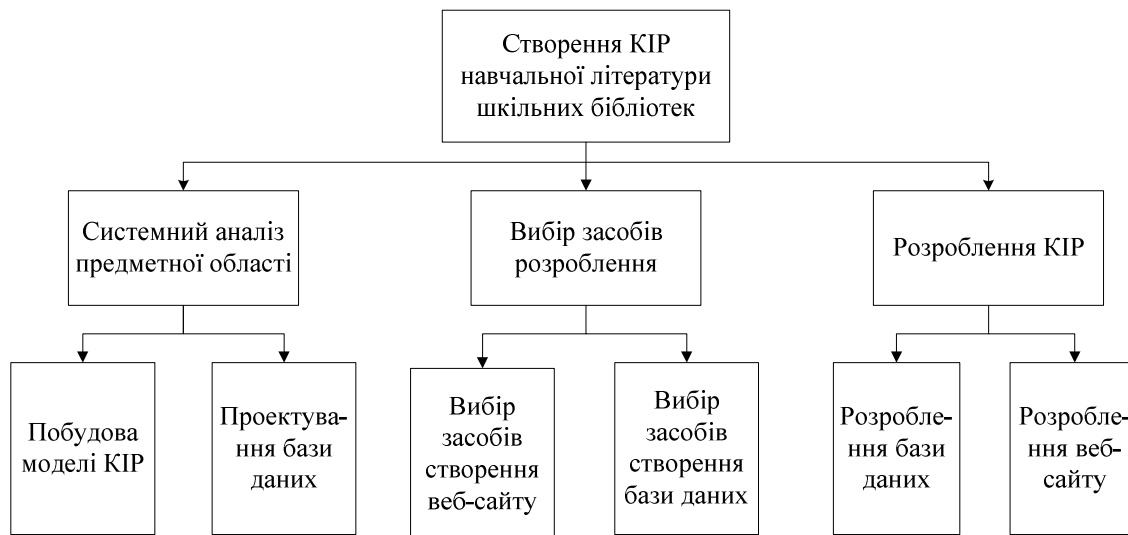 Створення КІР
навчальної літератури
шкільних бібліотек
Системний аналіз
предметної області
Вибір засобів
розроблення
Розроблення КІР
Побудова
моделі КІР
Проектува-
ння бази
даних
Вибір
засобів
створення
веб-сайту
Вибір
засобів
створення
бази даних
Розробле-
ння бази
даних
Розробле-
ння веб-
сайту